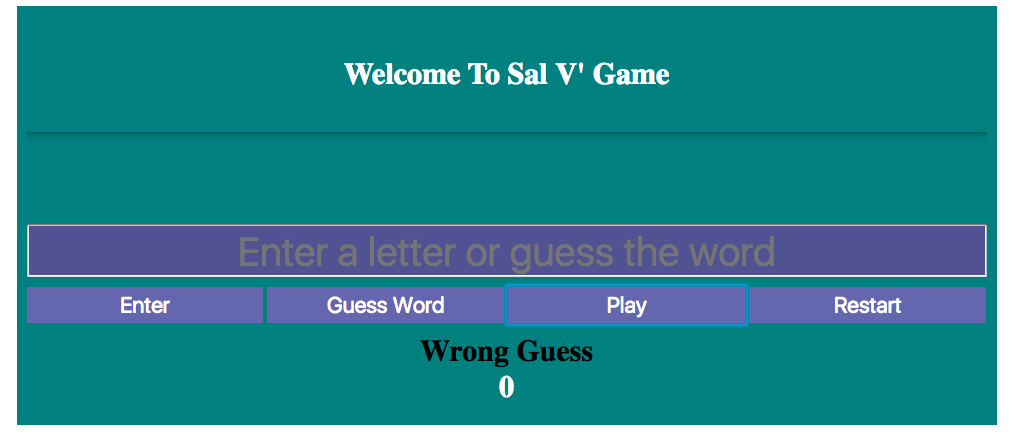 Welcome To Sal V' Game
Enter a letter or guess the word
Enter Guess Word Play Restart
Wrong Guess
0